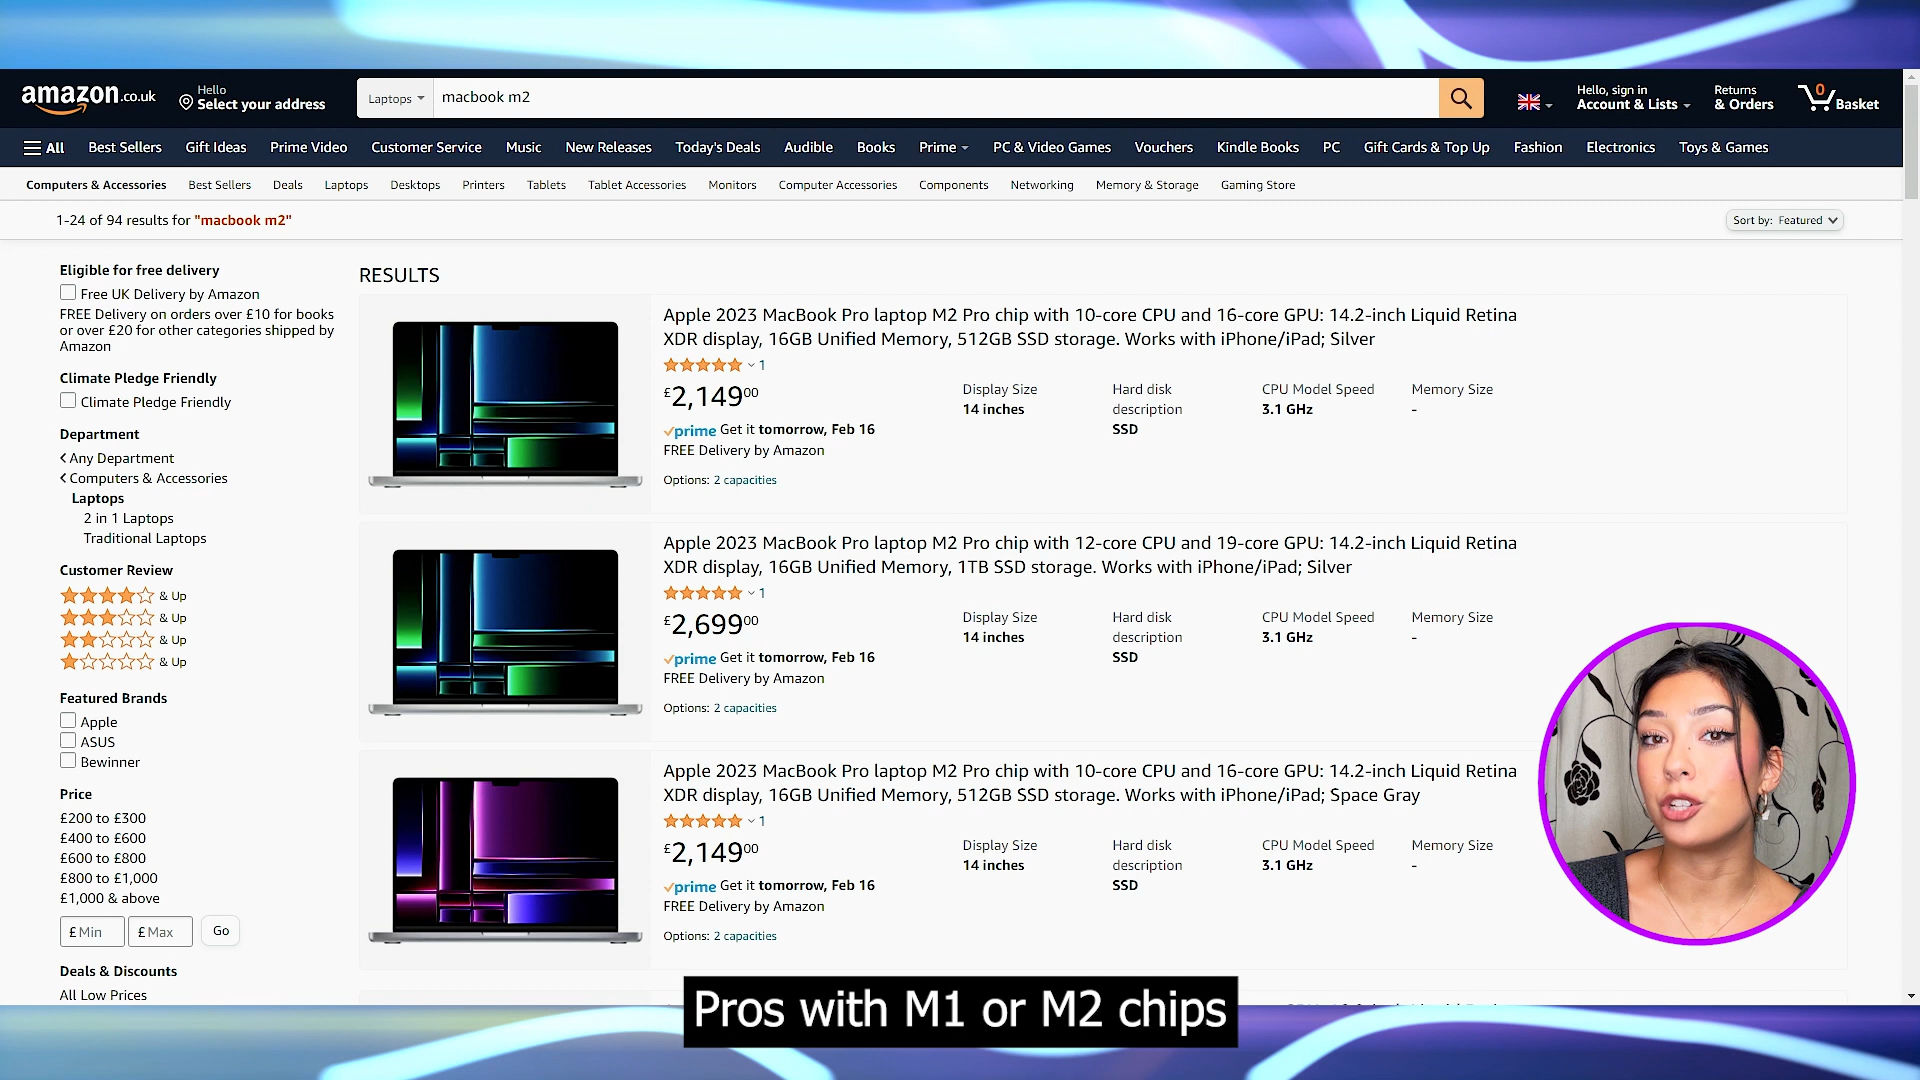 amazon.co.uk
Hello
Select your address
Laptops
macbook m2
Hello, sign in
Account & Lists
Returns
& Orders
0
Basket
All
Best Sellers
Gift Ideas
Prime Video
Customer Service
Music
New Releases
Today's Deals
Audible
Books
Prime
PC & Video Games
Vouchers
Kindle Books
PC
Gift Cards & Top Up
Fashion
Electronics
Toys & Games
Computers & Accessories
Best Sellers
Deals
Laptops
Desktops
Printers
Tablets
Tablet Accessories
Monitors
Computer Accessories
Components
Networking
Memory & Storage
Gaming Store
1-24 of 94 results for "macbook m2"
Sort by: Featured
Eligible for free delivery
Free UK Delivery by Amazon
FREE Delivery on orders over £10 for books
or over £20 for other categories shipped by
Amazon
Climate Pledge Friendly
Climate Pledge Friendly
Department
Any Department
Computers & Accessories
Laptops
2 in 1 Laptops
Traditional Laptops
Customer Review
& Up
& Up
& Up
& Up
Featured Brands
Apple
ASUS
Bewinner
Price
£200 to £300
£400 to £600
£600 to £800
£800 to £1,000
£1,000 & above
£ Min
£ Max
Go
Deals & Discounts
All Low Prices
RESULTS
Apple 2023 MacBook Pro laptop M2 Pro chip with 10-core CPU and 16-core GPU: 14.2-inch Liquid Retina
XDR display, 16GB Unified Memory, 512GB SSD storage. Works with iPhone/iPad; Silver
1
£2,14900
prime Get it tomorrow, Feb 16
FREE Delivery by Amazon
Options: 2 capacities
Display Size
14 inches
Hard disk
description
SSD
CPU Model Speed
3.1 GHz
Memory Size
-
Apple 2023 MacBook Pro laptop M2 Pro chip with 12-core CPU and 19-core GPU: 14.2-inch Liquid Retina
XDR display, 16GB Unified Memory, 1TB SSD storage. Works with iPhone/iPad; Silver
1
£2,69900
prime Get it tomorrow, Feb 16
FREE Delivery by Amazon
Options: 2 capacities
Display Size
14 inches
Hard disk
description
SSD
CPU Model Speed
3.1 GHz
Memory Size
-
Apple 2023 MacBook Pro laptop M2 Pro chip with 10-core CPU and 16-core GPU: 14.2-inch Liquid Retina
XDR display, 16GB Unified Memory, 512GB SSD storage. Works with iPhone/iPad; Space Gray
1
£2,14900
prime Get it tomorrow, Feb 16
FREE Delivery by Amazon
Options: 2 capacities
Display Size
14 inches
Hard disk
description
SSD
CPU Model Speed
3.1 GHz
Memory Size
-
Pros with M1 or M2 chips